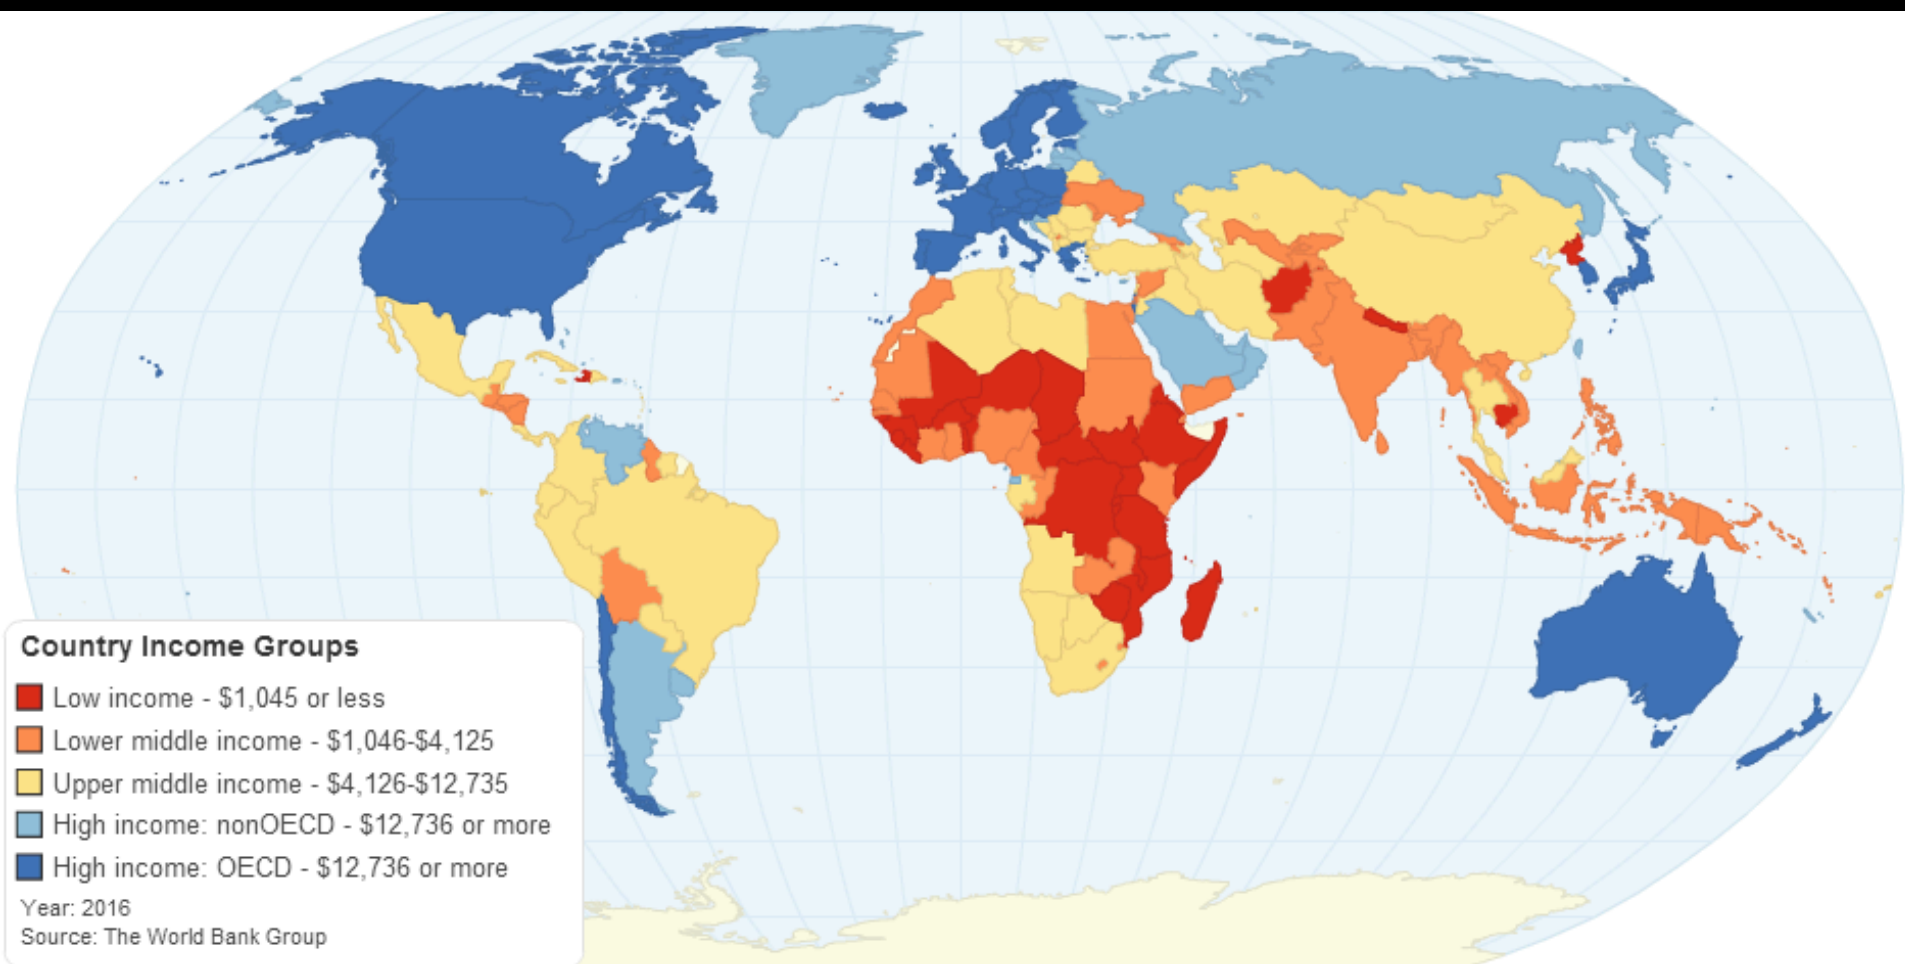 Country Income Groups
Low income - $1,045 or less
Lower middle income - $1,046-$4,125
Upper middle income - $4,126-$12,735
High income: nonOECD - $12,736 or more
High income: OECD - $12,736 or more
Year: 2016
Source: The World Bank Group